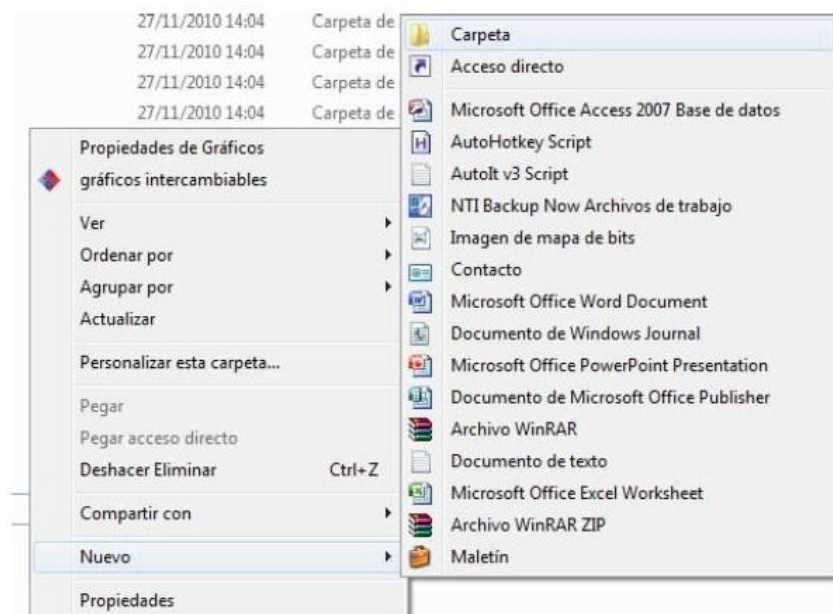 27/11/2010 14:04 Carpeta de
27/11/2010 14:04 Carpeta de
27/11/2010 14:04 Carpeta de
27/11/2010 14:04 Carpeta de
Propiedades de Gráficos
gráficos intercambiables
Ver
Ordenar por
Agrupar por
Actualizar
Personalizar esta carpeta...
Pegar
Pegar acceso directo
Deshacer Eliminar Ctrl+Z
Compartir con
Nuevo
Propiedades
Carpeta
Acceso directo
Microsoft Office Access 2007 Base de datos
AutoHotkey Script
AutoIt v3 Script
NTI Backup Now Archivos de trabajo
Imagen de mapa de bits
Contacto
Microsoft Office Word Document
Documento de Windows Journal
Microsoft Office PowerPoint Presentation
Documento de Microsoft Office Publisher
Archivo WinRAR
Documento de texto
Microsoft Office Excel Worksheet
Archivo WinRAR ZIP
Maletín